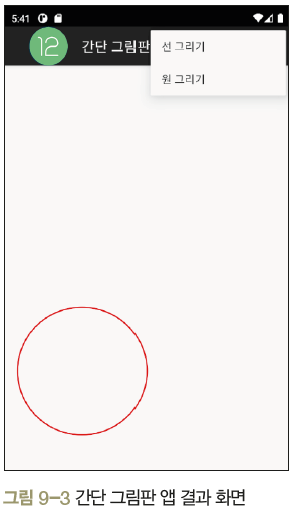 5:41
12
간단 그림판
선 그리기
원 그리기
그림 9-3 간단 그림판 앱 결과 화면